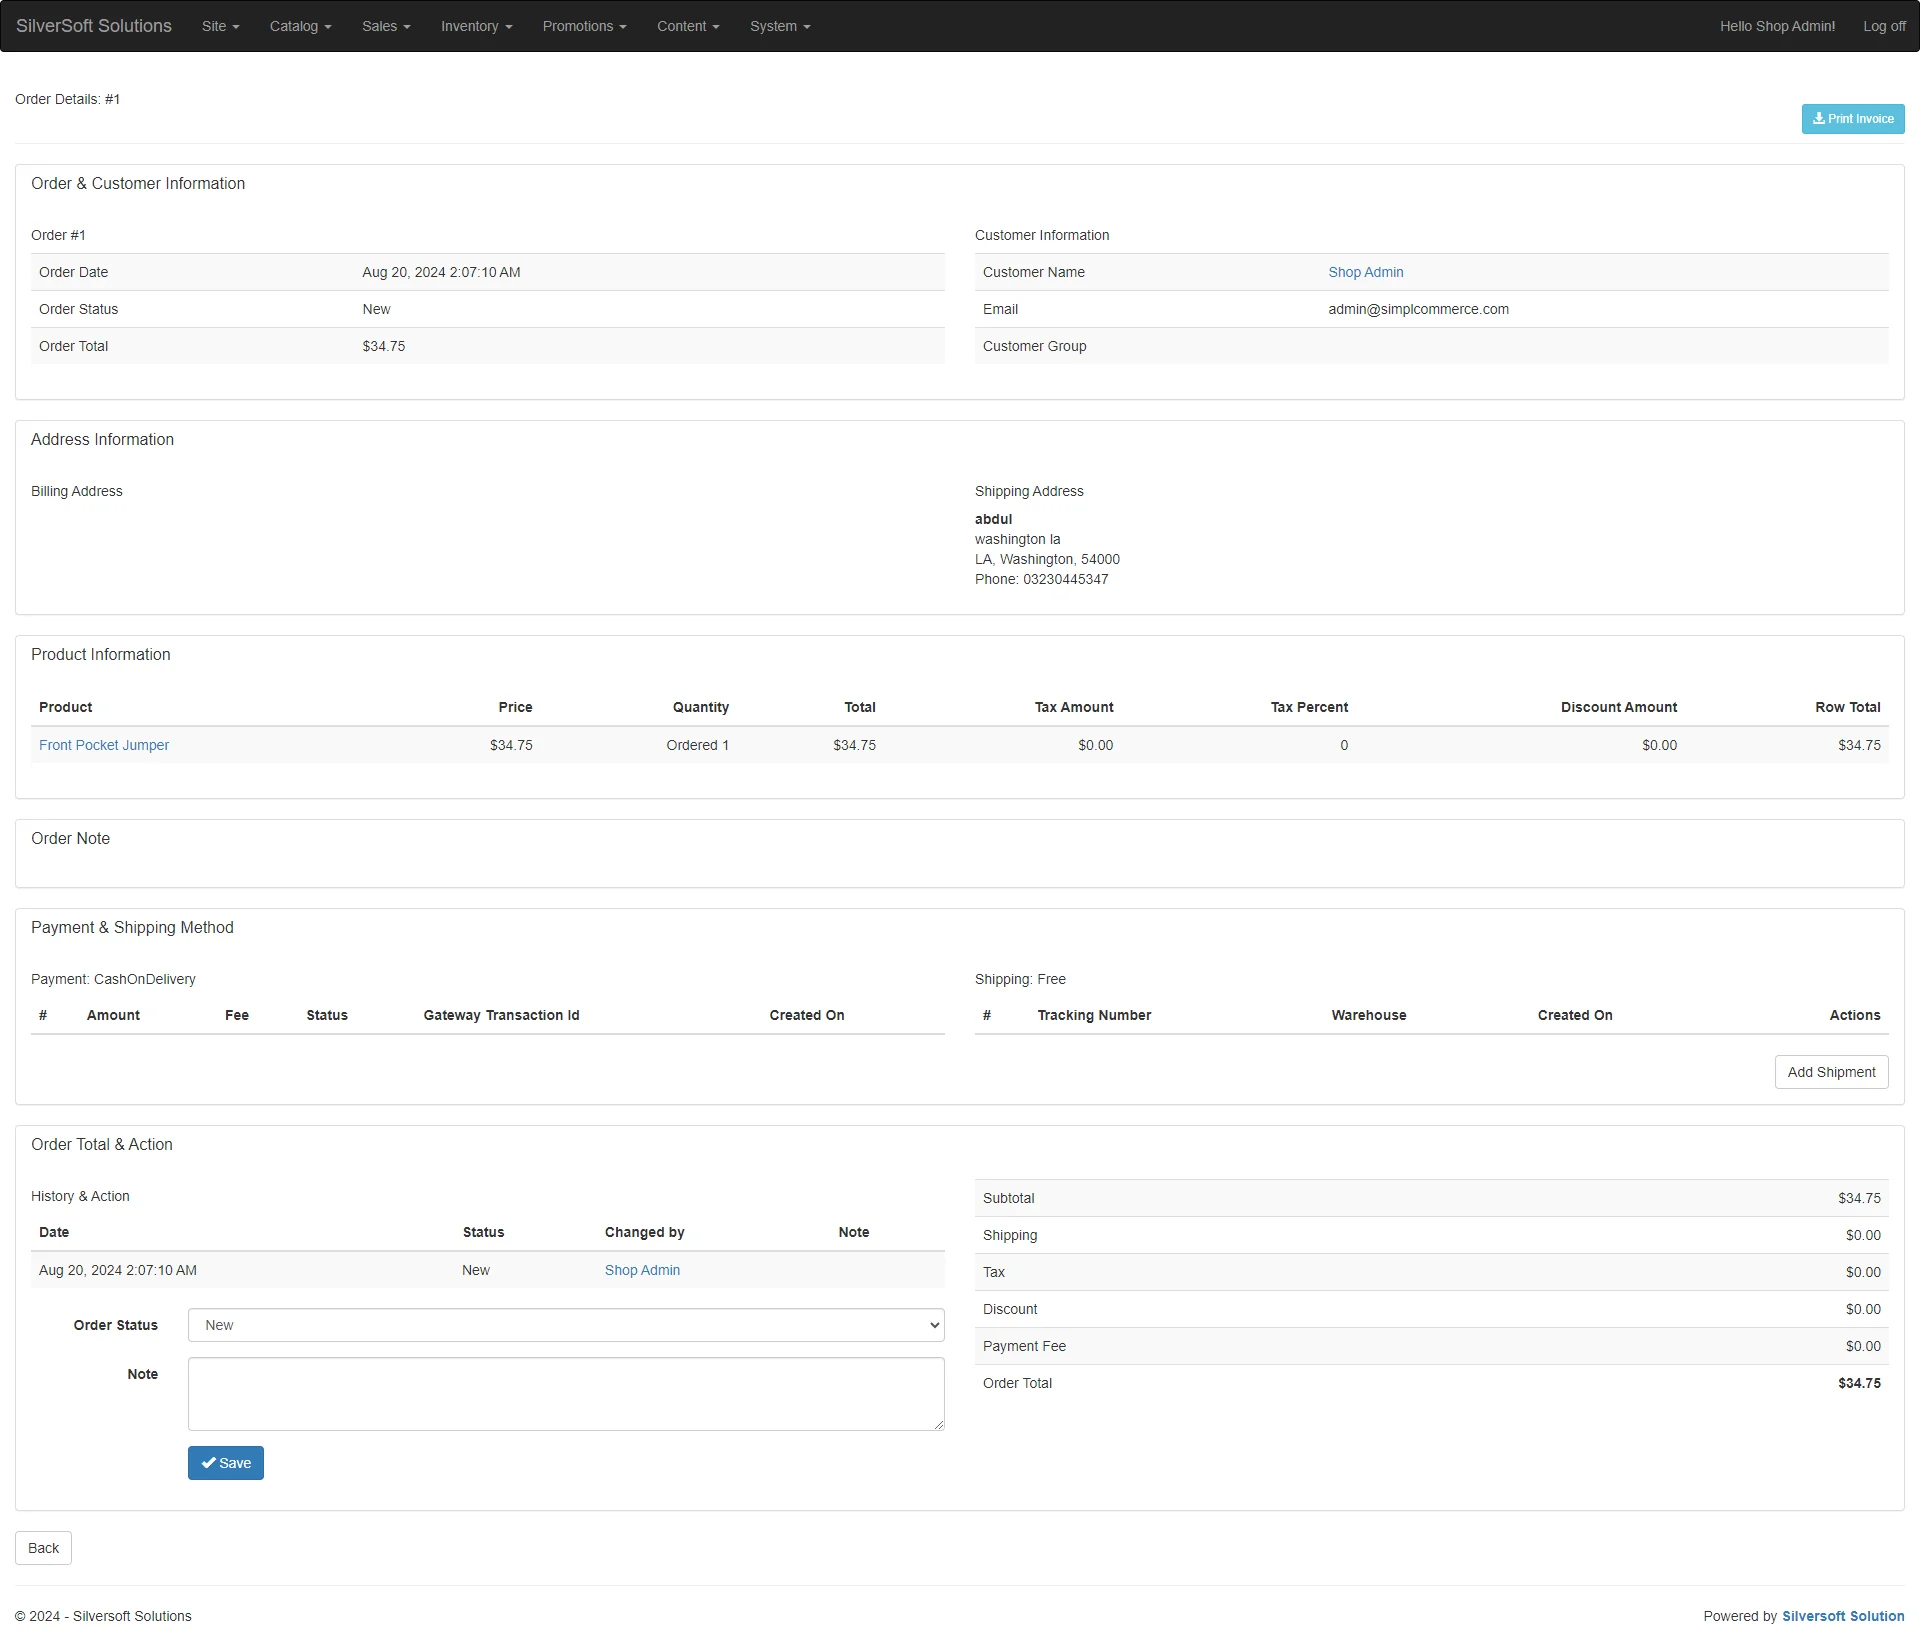 SilverSoft Solutions Site Catalog Sales Inventory Promotions Content System Hello Shop Admin! Log off
Order Details: #1
Print Invoice
Order & Customer Information
Order #1
Order Date Aug 20, 2024 2:07:10 AM
Order Status New
Order Total $34.75
Customer Information
Customer Name Shop Admin
Email admin@simplcommerce.com
Customer Group
Address Information
Billing Address
Shipping Address
abdul
washington la
LA, Washington, 54000
Phone: 03230445347
Product Information
Product Price Quantity Total Tax Amount Tax Percent Discount Amount Row Total
Front Pocket Jumper $34.75 Ordered 1 $34.75 $0.00 0 $0.00 $34.75
Order Note
Payment & Shipping Method
Payment: CashOnDelivery
# Amount Fee Status Gateway Transaction Id Created On
Shipping: Free
# Tracking Number Warehouse Created On Actions
Add Shipment
Order Total & Action
History & Action
Date Status Changed by Note
Aug 20, 2024 2:07:10 AM New Shop Admin
Order Status New
Note
Save
Subtotal $34.75
Shipping $0.00
Tax $0.00
Discount $0.00
Payment Fee $0.00
Order Total $34.75
Back
© 2024 - Silversoft Solutions
Powered by Silversoft Solution